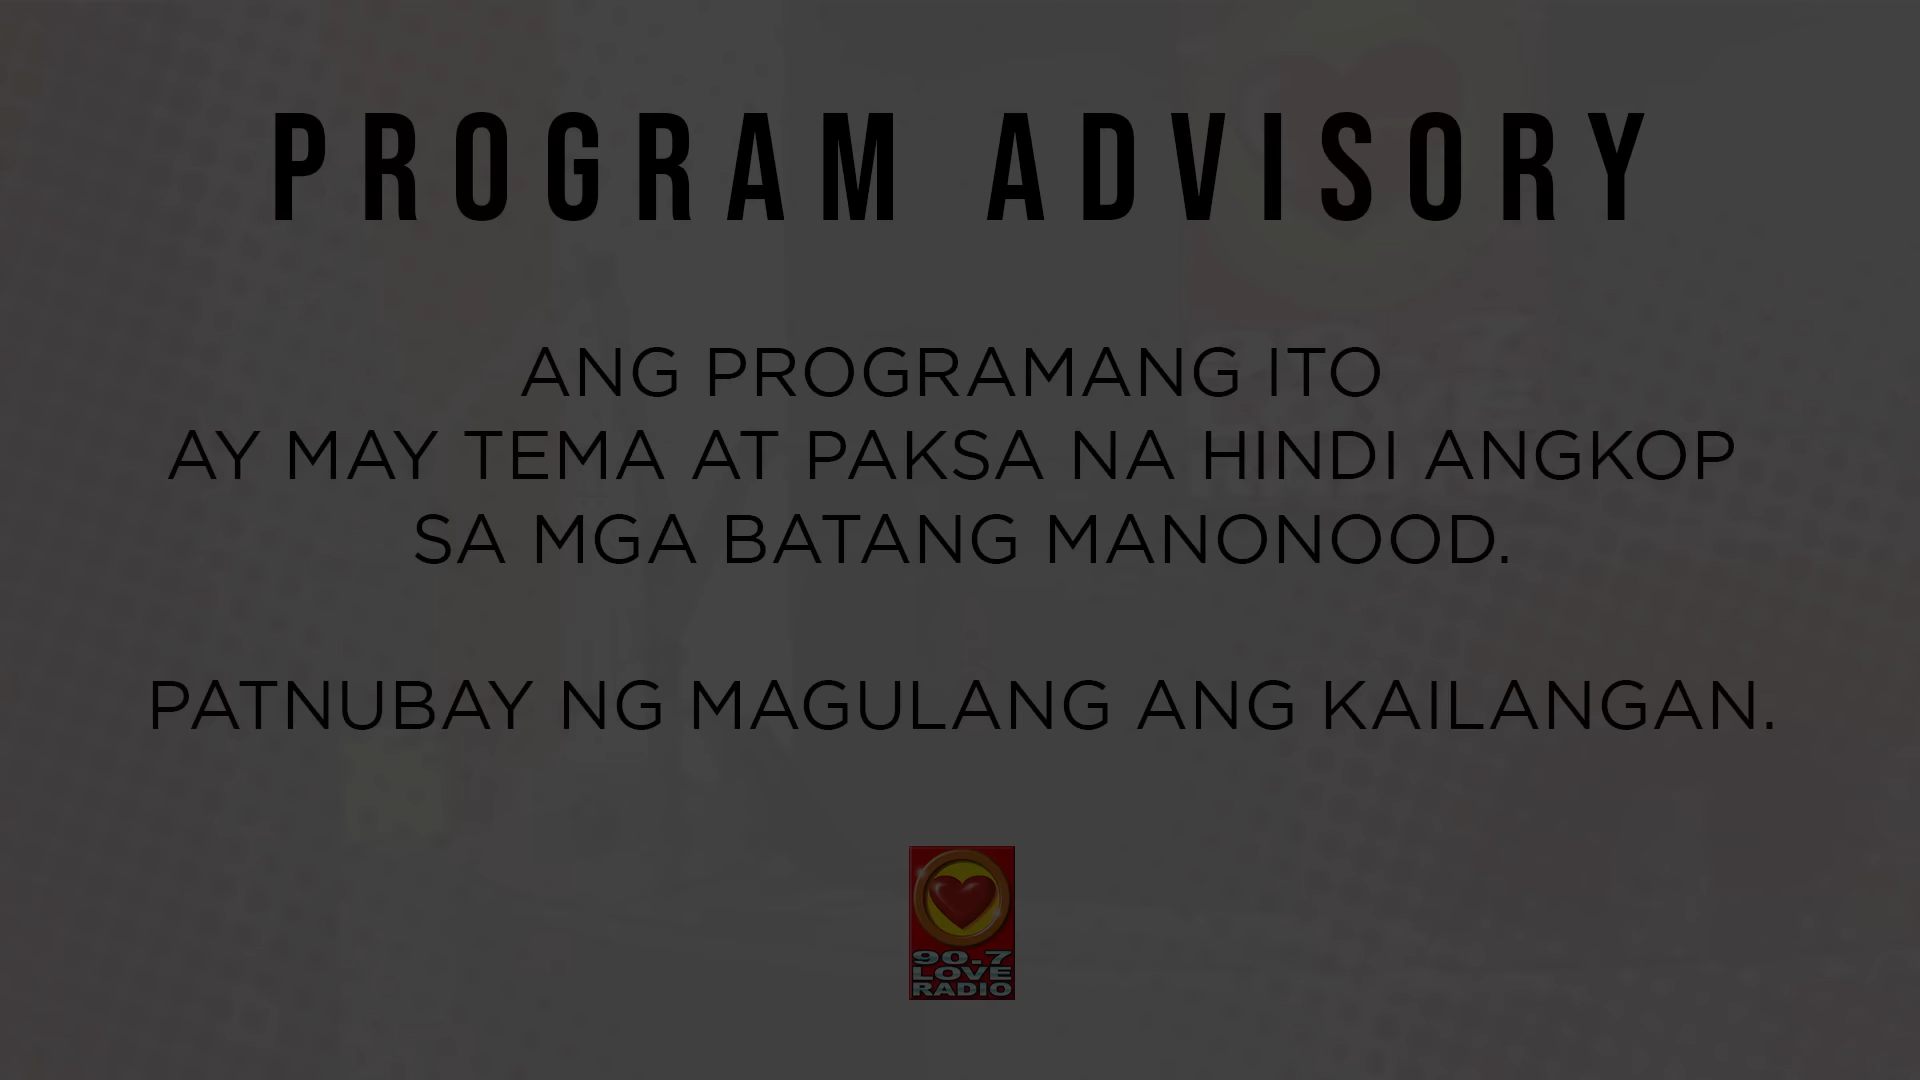 PROGRAM ADVISORY
ANG PROGRAMANG ITO
AY MAY TEMA AT PAKSA NA HINDI ANGKOP
SA MGA BATANG MANONOOD.
PATNUBAY NG MAGULANG ANG KAILANGAN.
90.7
LOVE
RADIO